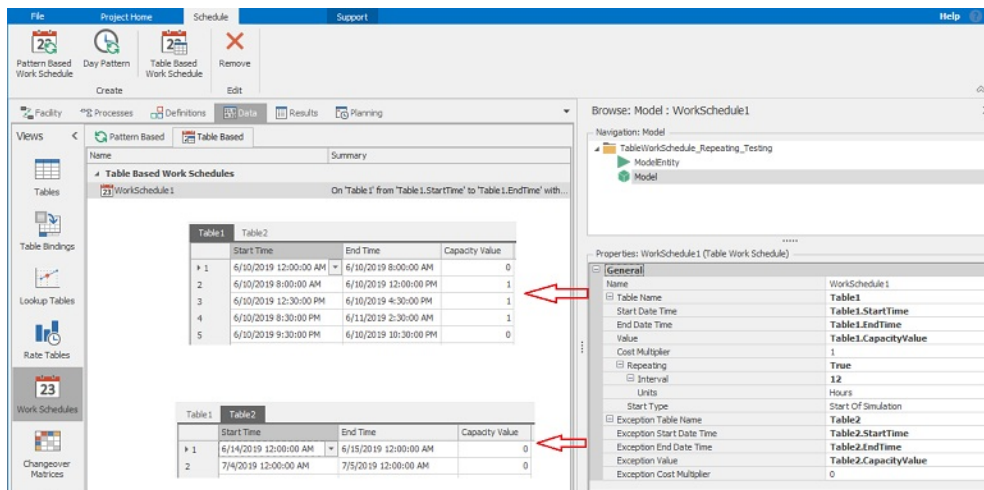 File Project Home Schedule Support Help
Pattern Based Work Schedule
Day Pattern
Table Based Work Schedule
Remove
Create Edit
Facility Processes Definitions Data Results Planning
Views
Pattern Based Table Based
Name Summary
Table Based Work Schedules
WorkSchedule1 On 'Table1' from 'Table1.StartTime' to 'Table1.EndTime' with...
Tables
Table Bindings
Lookup Tables
Rate Tables
23
Work Schedules
Changeover Matrices
Table1 Table2
Start Time End Time Capacity Value
1 6/10/2019 12:00:00 AM 6/10/2019 8:00:00 AM 0
2 6/10/2019 8:00:00 AM 6/10/2019 12:00:00 PM 1
3 6/10/2019 12:30:00 PM 6/10/2019 4:30:00 PM 1
4 6/10/2019 8:30:00 PM 6/11/2019 2:30:00 AM 1
5 6/10/2019 9:30:00 PM 6/10/2019 10:30:00 PM 0
Table1 Table2
Start Time End Time Capacity Value
1 6/14/2019 12:00:00 AM 6/15/2019 12:00:00 AM 0
2 7/4/2019 12:00:00 AM 7/5/2019 12:00:00 AM 0
Browse: Model : WorkSchedule1
Navigation: Model
TableWorkSchedule_Repeating_Testing
ModelEntity
Model
Properties: WorkSchedule1 (Table Work Schedule)
General
Name WorkSchedule1
Table Name Table1
Start Date Time Table1.StartTime
End Date Time Table1.EndTime
Value Table1.CapacityValue
Cost Multiplier 1
Repeating True
Interval 12
Units Hours
Start Type Start Of Simulation
Exception Table Name Table2
Exception Start Date Time Table2.StartTime
Exception End Date Time Table2.EndTime
Exception Value Table2.CapacityValue
Exception Cost Multiplier 0